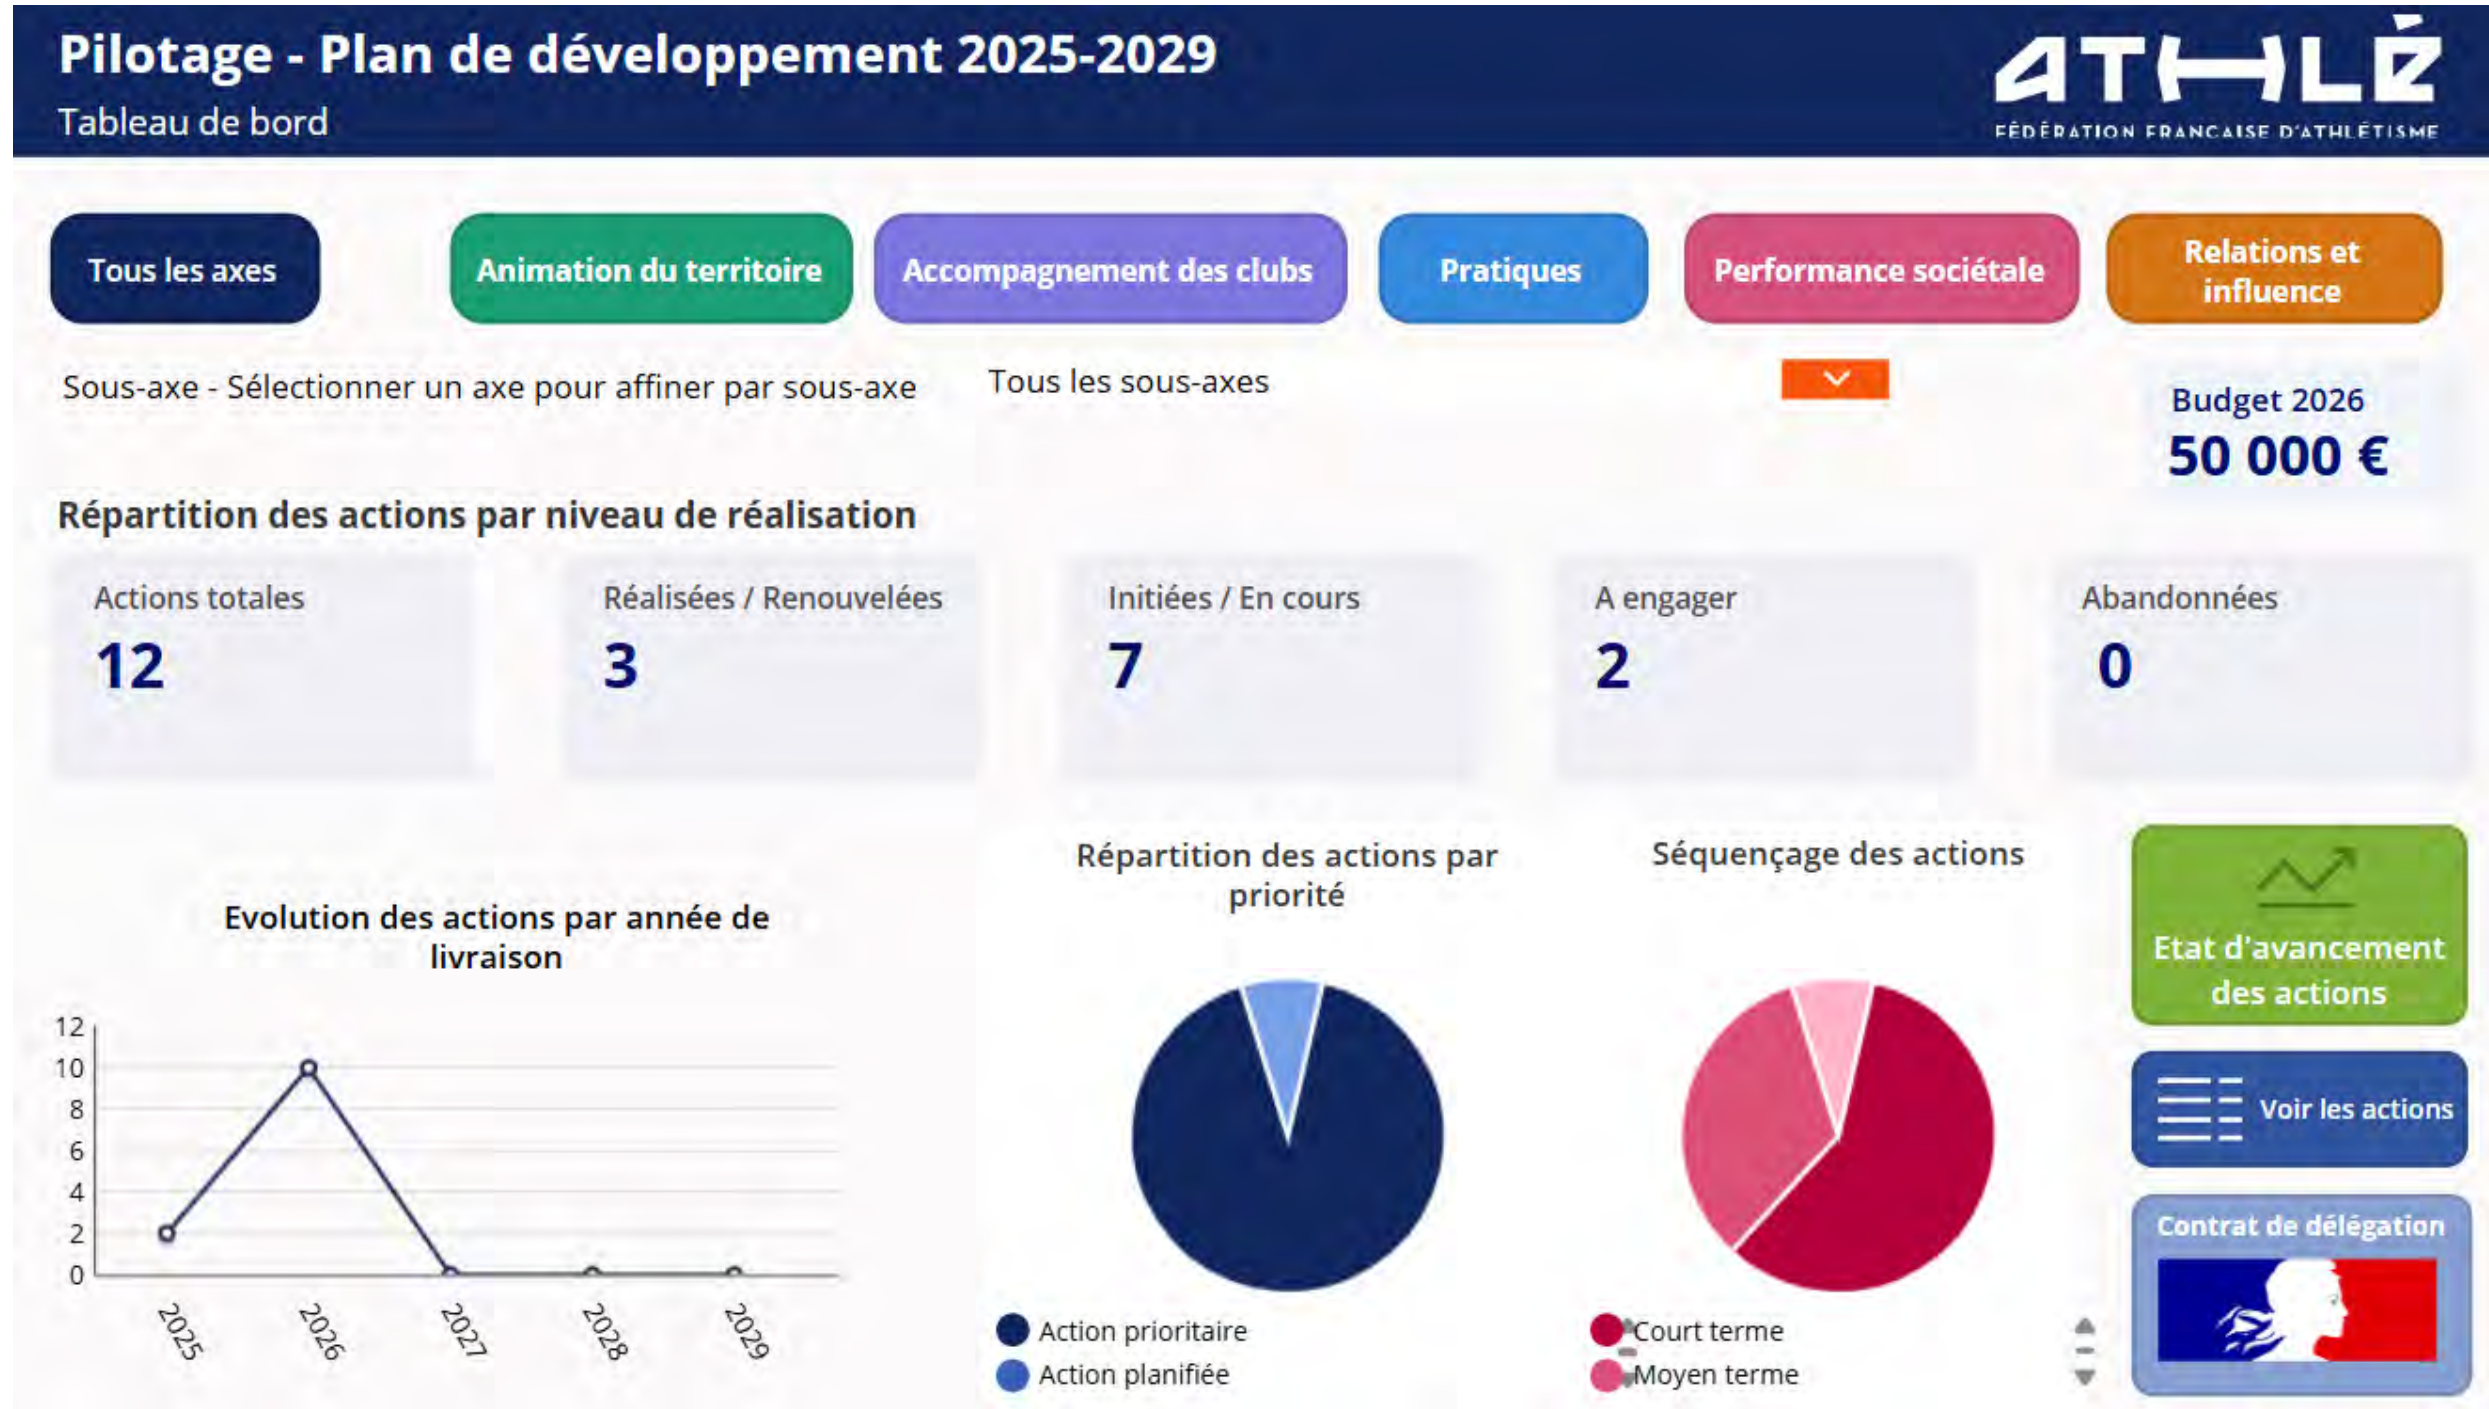 Pilotage - Plan de développement 2025-2029
Tableau de bord
ATHLÉ
FÉDÉRATION FRANCAISE D'ATHLÉTISME
Tous les axes
Animation du territoire
Accompagnement des clubs
Pratiques
Performance sociétale
Relations et
influence
Sous-axe - Sélectionner un axe pour affiner par sous-axe
Tous les sous-axes
Budget 2026
50 000 €
Répartition des actions par niveau de réalisation
Actions totales
12
Réalisées / Renouvelées
3
Initiées / En cours
7
A engager
2
Abandonnées
0
Evolution des actions par année de
livraison
12
10
8
6
4
2
0
2025
2026
2027
2028
2029
Répartition des actions par
priorité
Action prioritaire
Action planifiée
Séquençage des actions
Court terme
Moyen terme
Etat d'avancement
des actions
Voir les actions
Contrat de délégation